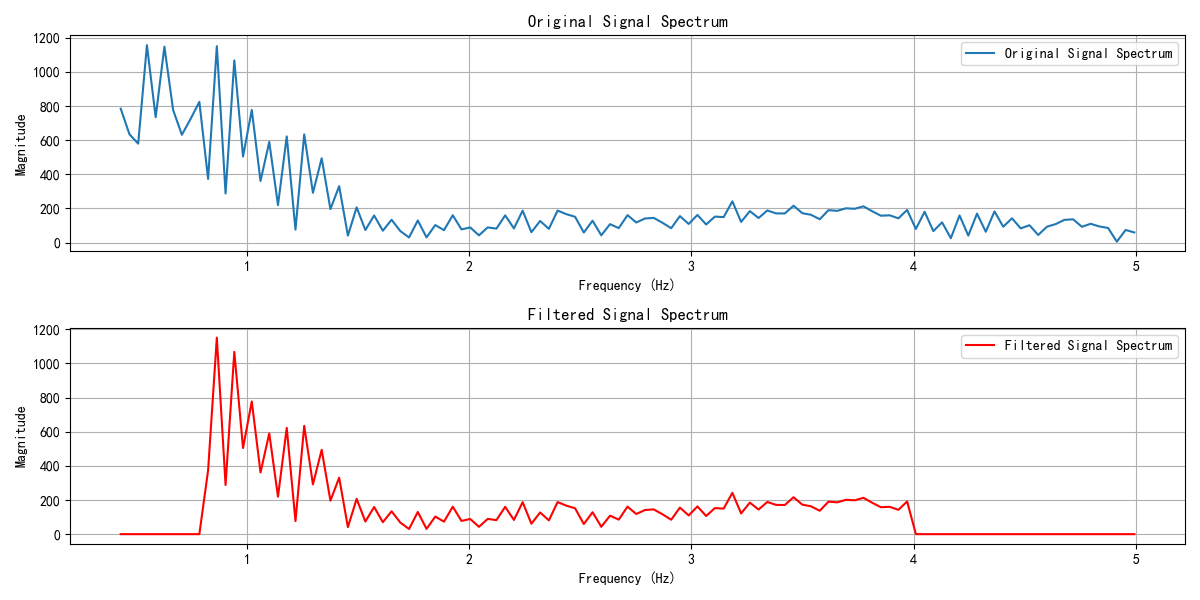 Original Signal Spectrum
1200
1000
800
600
400
200
0
Magnitude
Original Signal Spectrum
1 2 3 4 5
Frequency (Hz)
Filtered Signal Spectrum
1200
1000
800
600
400
200
0
Magnitude
Filtered Signal Spectrum
1 2 3 4 5
Frequency (Hz)